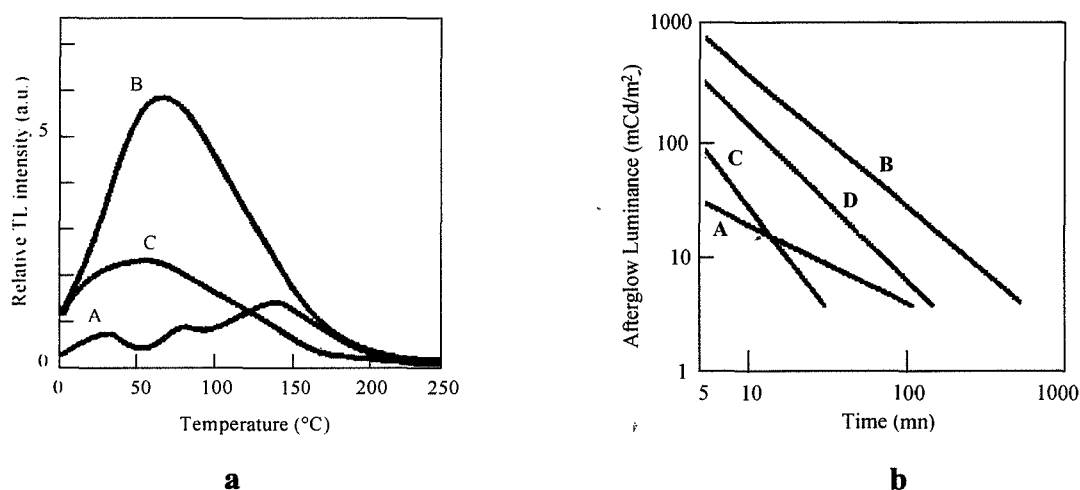 Relative TL intensity (a.u.)
5
0
B
C
A
0 50 100 150 200 250
Temperature (°C)
a
Afterglow Luminance (mCd/m²)
1000
100
10
1
C
B
D
A
5 10 100 1000
Time (mn)
b